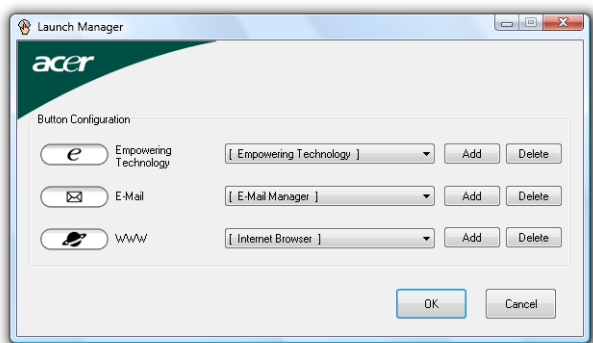 Launch Manager
acer
Button Configuration
e Empowering
Technology
[ Empowering Technology ] Add Delete
E-Mail [ E-Mail Manager ] Add Delete
WWW [ Internet Browser ] Add Delete
OK Cancel